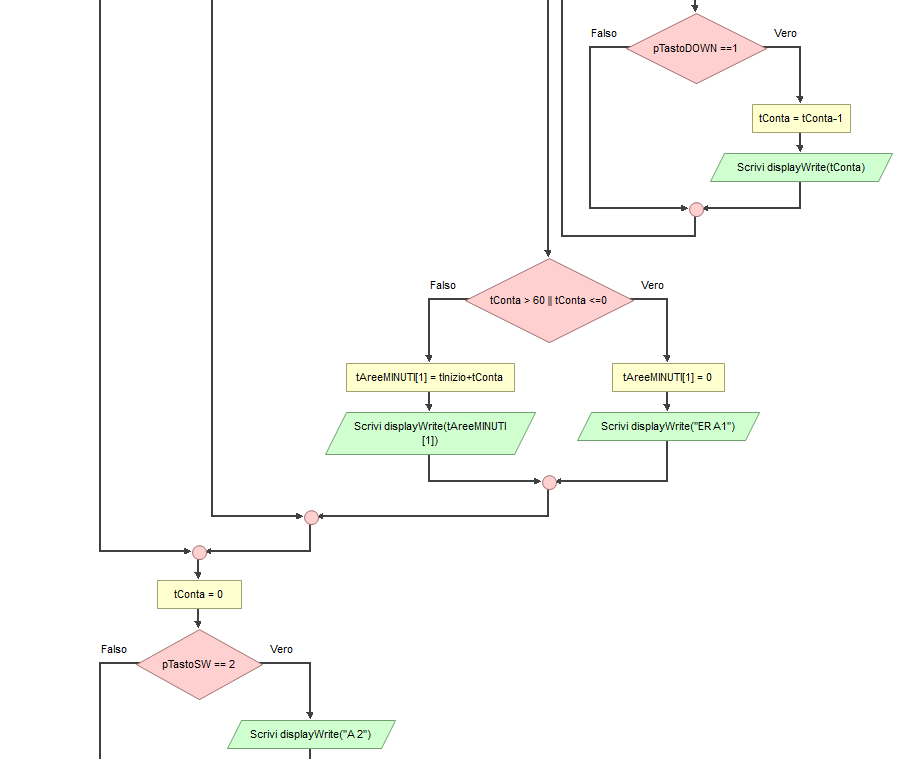 Falso
Vero
pTastoDOWN ==1
tConta = tConta-1
Scrivi displayWrite(tConta)
Falso
Vero
tConta > 60 || tConta <=0
tAreeMINUTI[1] = tInizio+tConta
tAreeMINUTI[1] = 0
Scrivi displayWrite(tAreeMINUTI
[1])
Scrivi displayWrite("ER A1")
tConta = 0
Falso
Vero
pTastoSW == 2
Scrivi displayWrite("A 2")